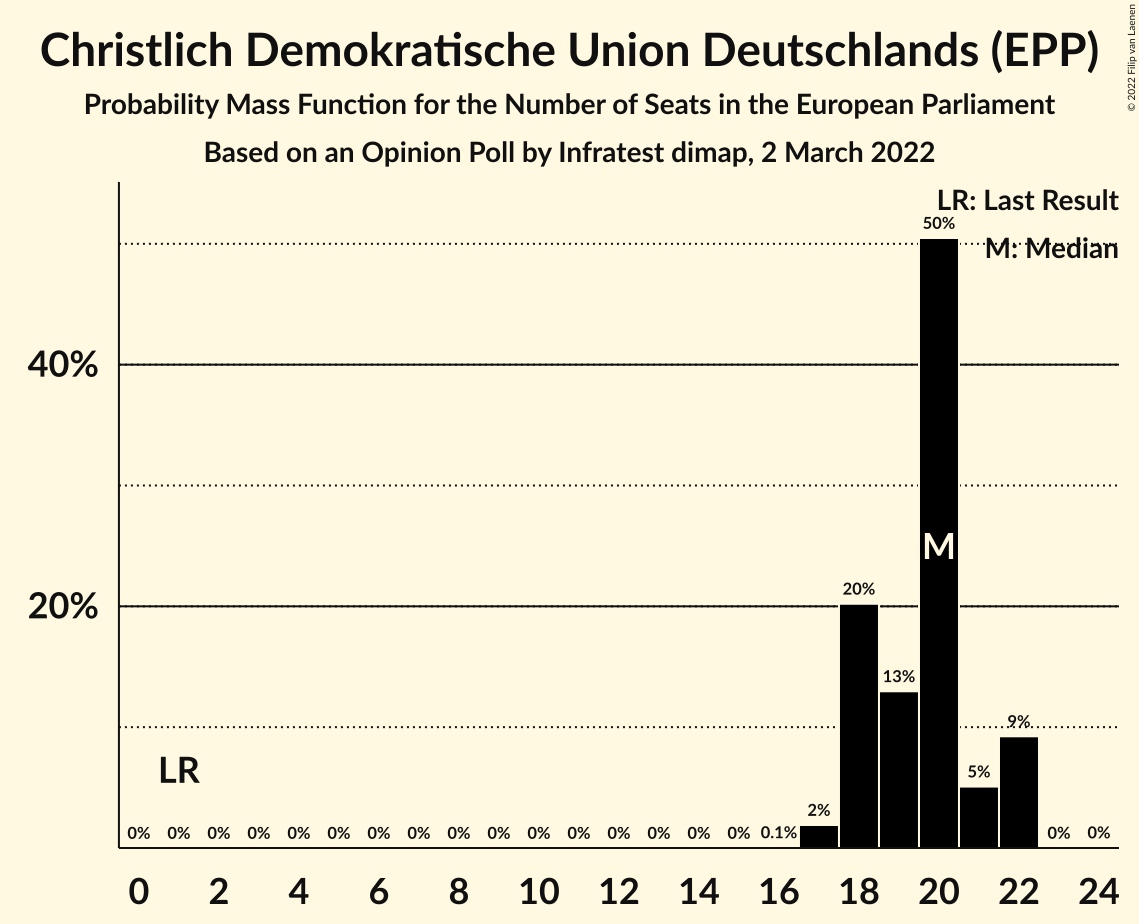 Christlich Demokratische Union Deutschlands (EPP)
Probability Mass Function for the Number of Seats in the European Parliament
Based on an Opinion Poll by Infratest dimap, 2 March 2022
© 2022 Filip van Laenen
LR: Last Result
M: Median
50%
40%
M
20%
20%
13%
9%
LR
5%
2%
0% 0% 0% 0% 0% 0% 0% 0% 0% 0% 0% 0% 0% 0% 0% 0% 0.1% 0% 0%
0 2 4 6 8 10 12 14 16 18 20 22 24